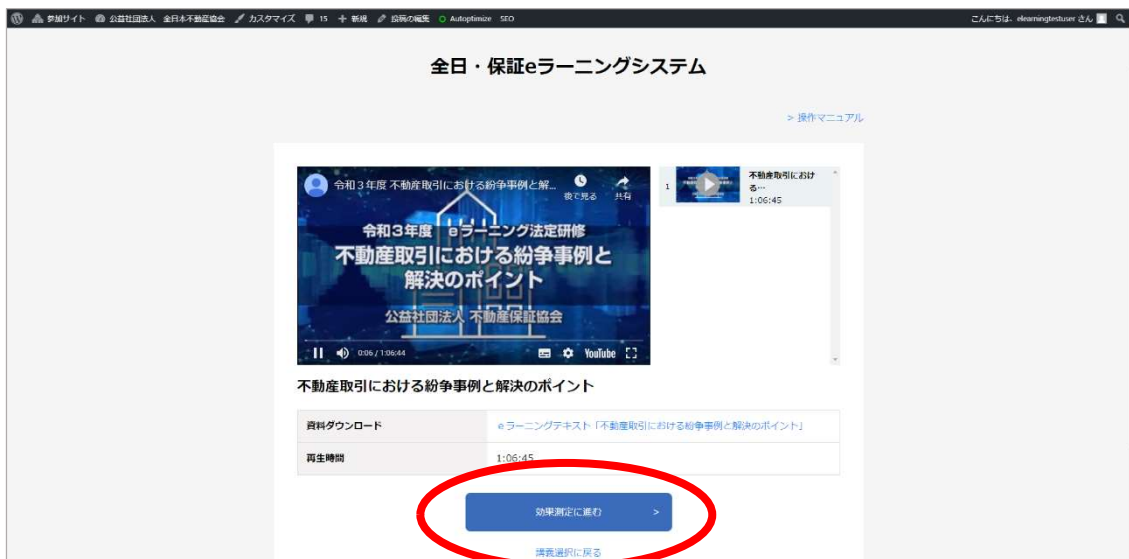 参加サイト 公益社団法人 全日本不動産協会 カスタマイズ 15 新規 投稿の編集 Autoptimize SEO こんにちは、elearningtestuser さん
全日・保証eラーニングシステム
> 操作マニュアル
令和3年度 不動産取引における紛争事例と解... 後で見る 共有
令和3年度 eラーニング法定研修
不動産取引における紛争事例と
解決のポイント
公益社団法人 不動産保証協会
0:06 / 1:06:44 YouTube
1 不動産取引におけ
る…
1:06:45
不動産取引における紛争事例と解決のポイント
資料ダウンロード eラーニングテキスト「不動産取引における紛争事例と解決のポイント」
再生時間 1:06:45
効果測定に進む >
講義選択に戻る